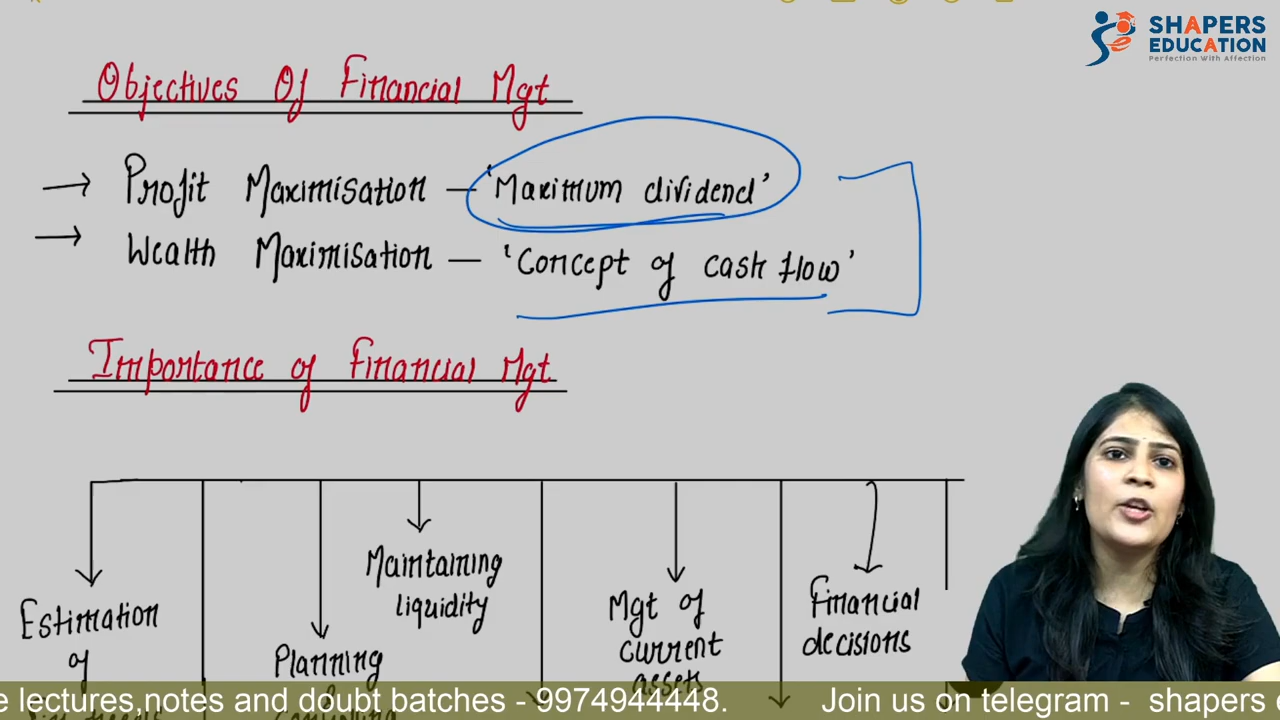 SHAPERS
EDUCATION
Perfection With Affection
Objectives Of Financial Mgt
→ Profit Maximisation — 'Maximum dividend'
→ Wealth Maximisation — 'Concept of cash flow'
Importance of Financial Mgt
Estimation
of
Planning
Maintaining
liquidity
Mgt of
current
assets
Financial
decisions
e lectures,notes and doubt batches - 9974944448. Join us on telegram - shapers